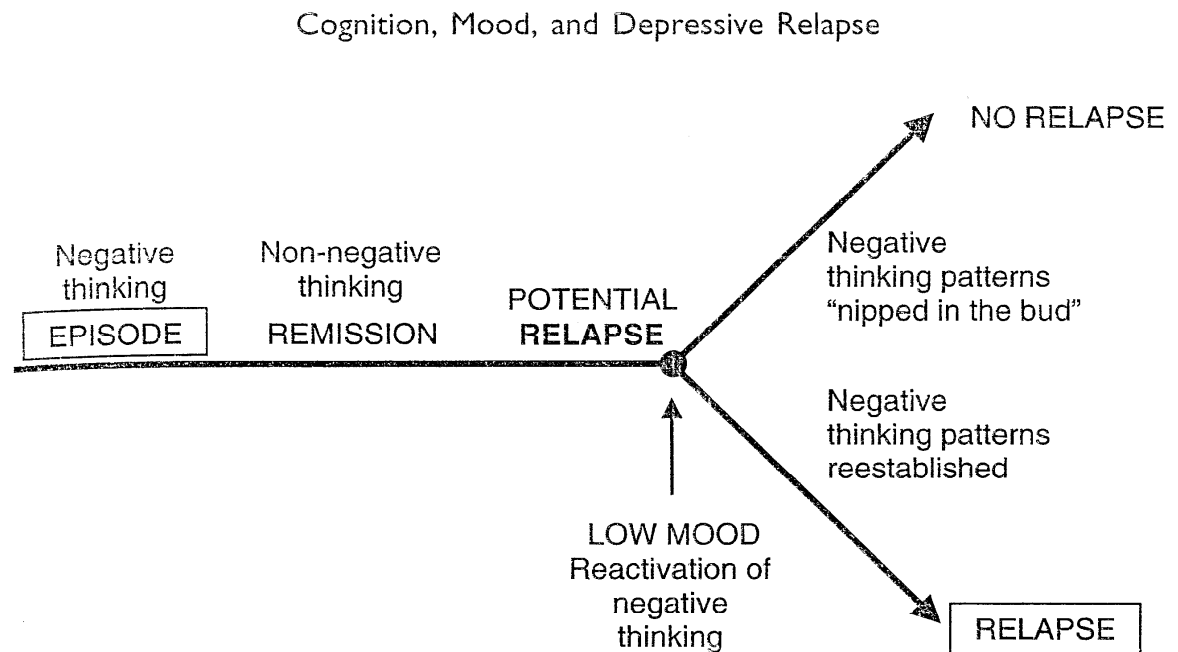 Cognition, Mood, and Depressive Relapse
NO RELAPSE
Negative
thinking patterns
“nipped in the bud”
Negative
thinking
EPISODE
Non-negative
thinking
REMISSION
POTENTIAL
RELAPSE
Negative
thinking patterns
reestablished
LOW MOOD
Reactivation of
negative
thinking
RELAPSE